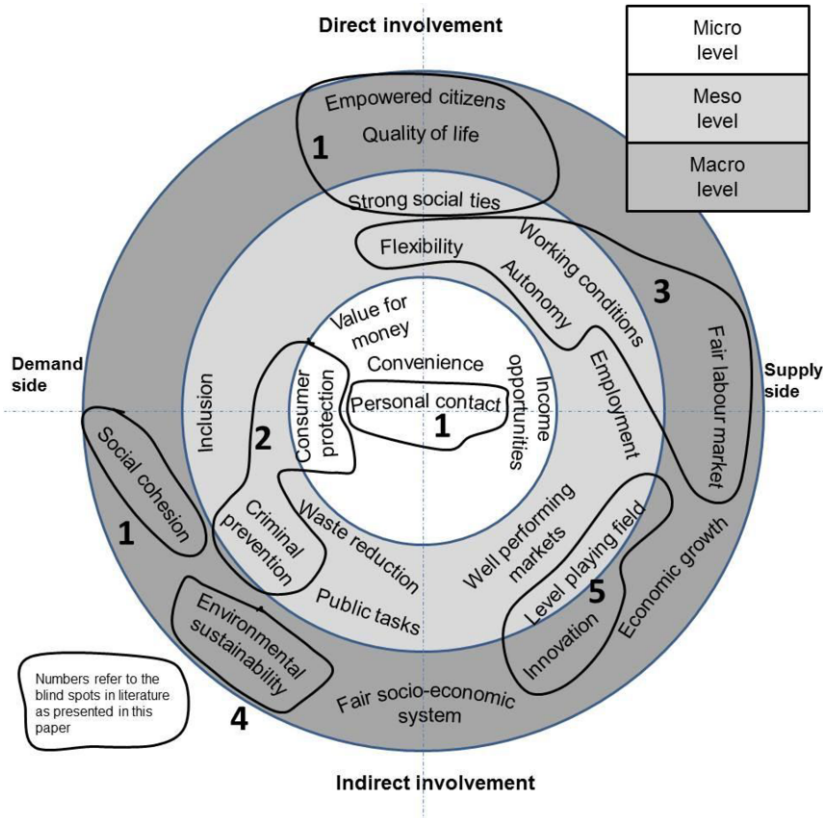 Direct involvement
Micro
level
Meso
level
Macro
level
Empowered citizens
1
Quality of life
Strong social ties
Flexibility
Working conditions
Autonomy
3
Value for
money
Convenience
Demand
side
Supply
side
Fair labour market
Employment
Income
opportunities
Personal contact
1
Consumer
protection
2
Inclusion
Social cohesion
1
Criminal
prevention
Waste reduction
Public tasks
Well performing
markets
Level playing field
5
Innovation
Economic growth
Environmental
sustainability
4
Fair socio-economic
system
Numbers refer to the
blind spots in literature
as presented in this
paper
Indirect involvement